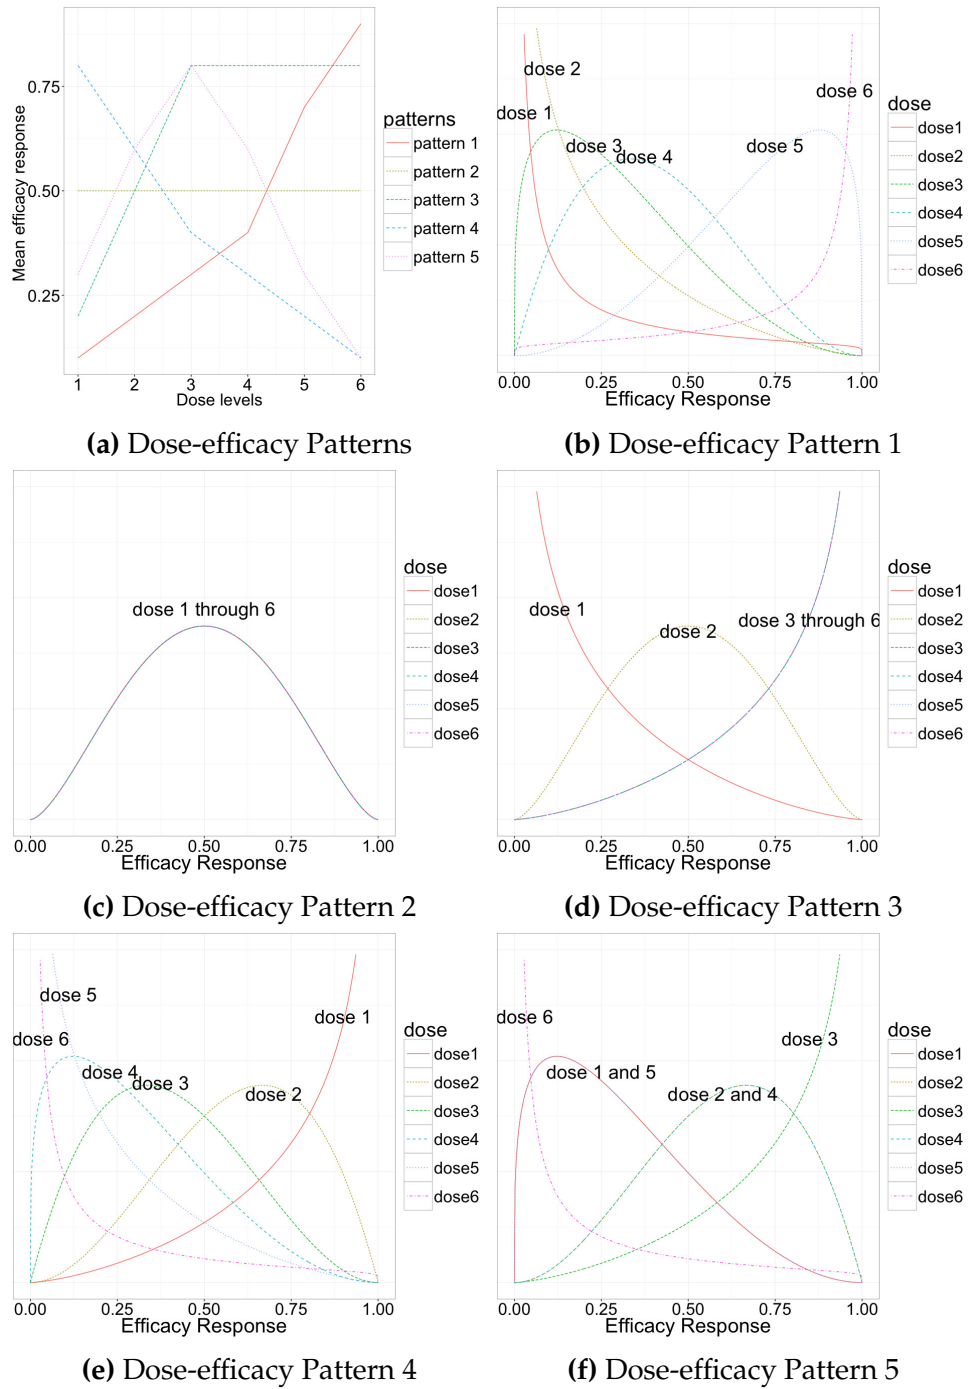 Mean efficacy response
0.75
0.50
0.25
1 2 3 4 5 6
Dose levels
patterns
pattern 1
pattern 2
pattern 3
pattern 4
pattern 5
(a) Dose-efficacy Patterns
dose 2
dose 6
dose 1
dose 3
dose 4
dose 5
0.00 0.25 0.50 0.75 1.00
Efficacy Response
dose
dose1
dose2
dose3
dose4
dose5
dose6
(b) Dose-efficacy Pattern 1
dose 1 through 6
0.00 0.25 0.50 0.75 1.00
Efficacy Response
dose
dose1
dose2
dose3
dose4
dose5
dose6
(c) Dose-efficacy Pattern 2
dose 1
dose 2
dose 3 through 6
0.00 0.25 0.50 0.75 1.00
Efficacy Response
dose
dose1
dose2
dose3
dose4
dose5
dose6
(d) Dose-efficacy Pattern 3
dose 5
dose 1
dose 6
dose 4
dose 3
dose 2
0.00 0.25 0.50 0.75 1.00
Efficacy Response
dose
dose1
dose2
dose3
dose4
dose5
dose6
(e) Dose-efficacy Pattern 4
dose 6
dose 3
dose 1 and 5
dose 2 and 4
0.00 0.25 0.50 0.75 1.00
Efficacy Response
dose
dose1
dose2
dose3
dose4
dose5
dose6
(f) Dose-efficacy Pattern 5